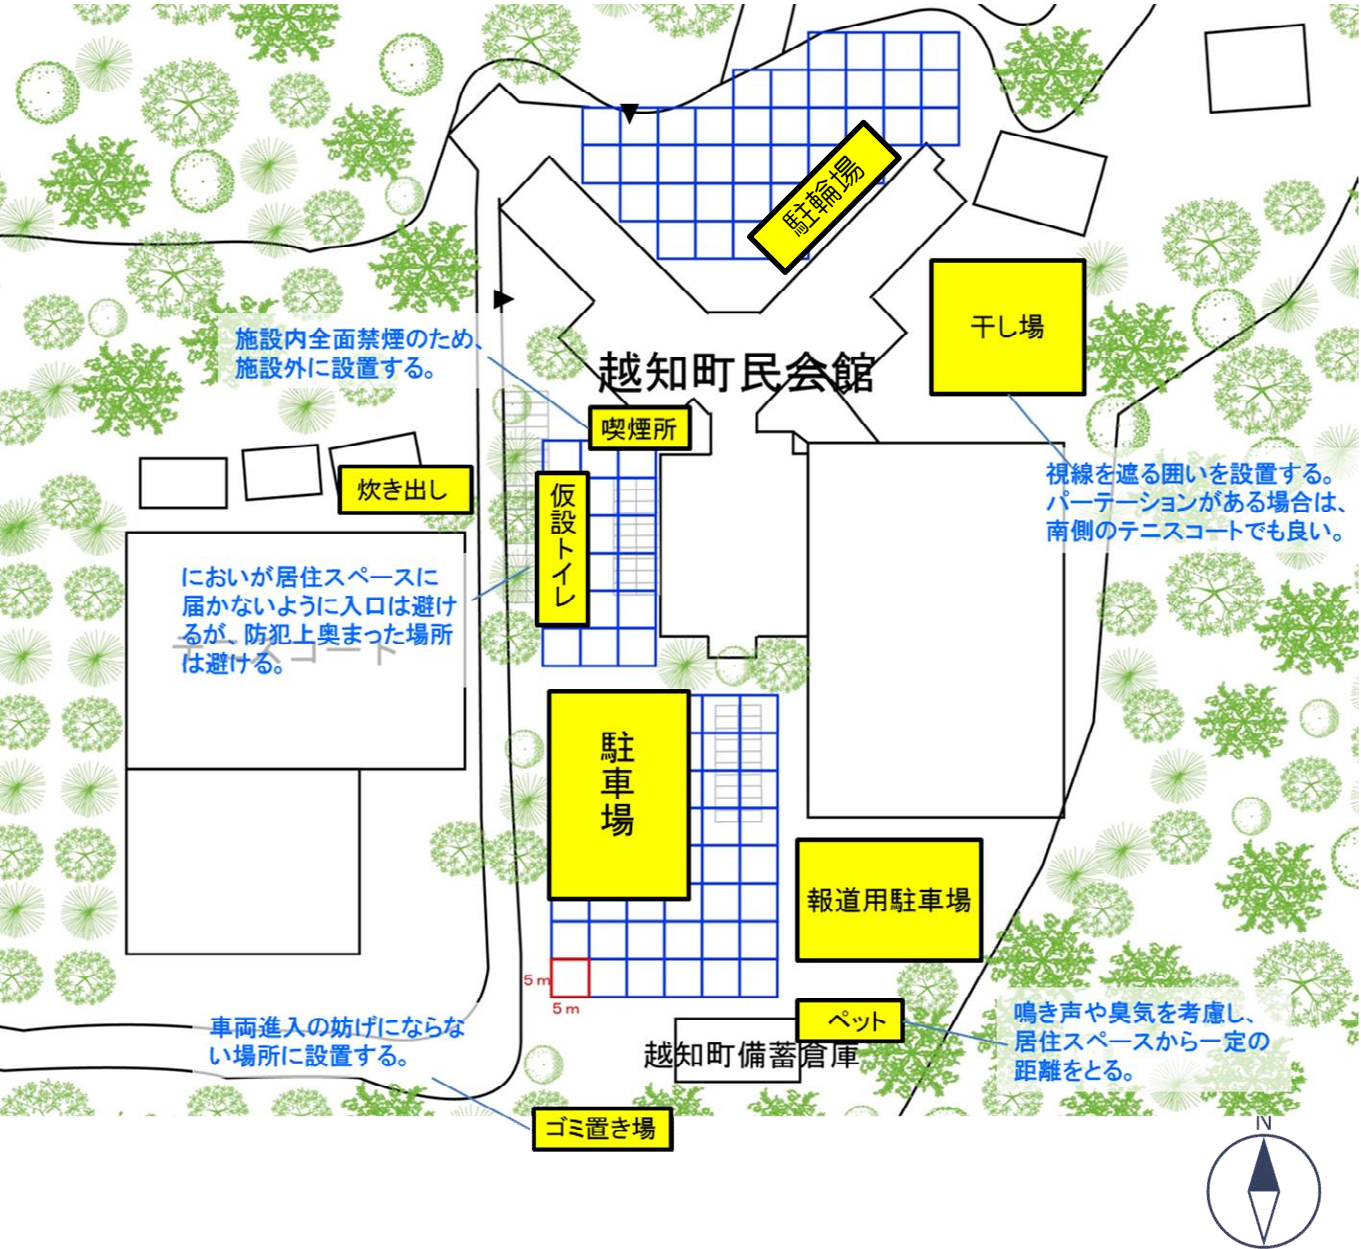 駐輪場
干し場
施設内全面禁煙のため、
施設外に設置する。
越知町民会館
喫煙所
炊き出し
仮設トイレ
視線を遮る囲いを設置する。
パーテーションがある場合は、
南側のテニスコートでも良い。
においが居住スペースに
届かないように入口は避け
るが、防犯上奥まった場所
は避ける。
テニスコート
駐車場
報道用駐車場
5m
5m
ペット
越知町備蓄倉庫
鳴き声や臭気を考慮し、
居住スペースから一定の
距離をとる。
車両進入の妨げにならな
い場所に設置する。
ゴミ置き場
N